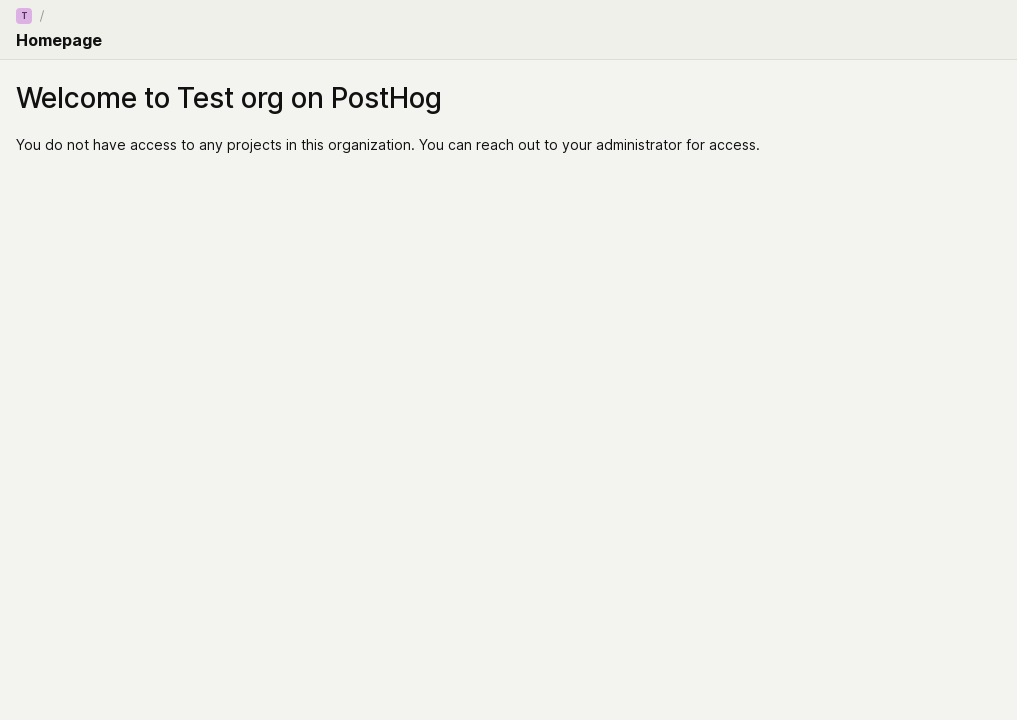 T /
Homepage
Welcome to Test org on PostHog
You do not have access to any projects in this organization. You can reach out to your administrator for access.